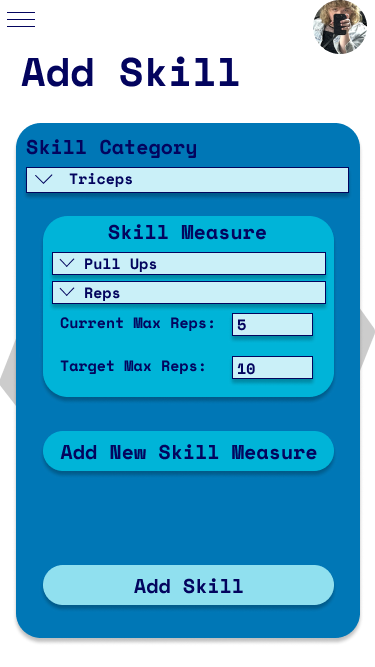 Add Skill
Skill Category
Triceps
Skill Measure
Pull Ups
Reps
Current Max Reps: 5
Target Max Reps: 10
Add New Skill Measure
Add Skill